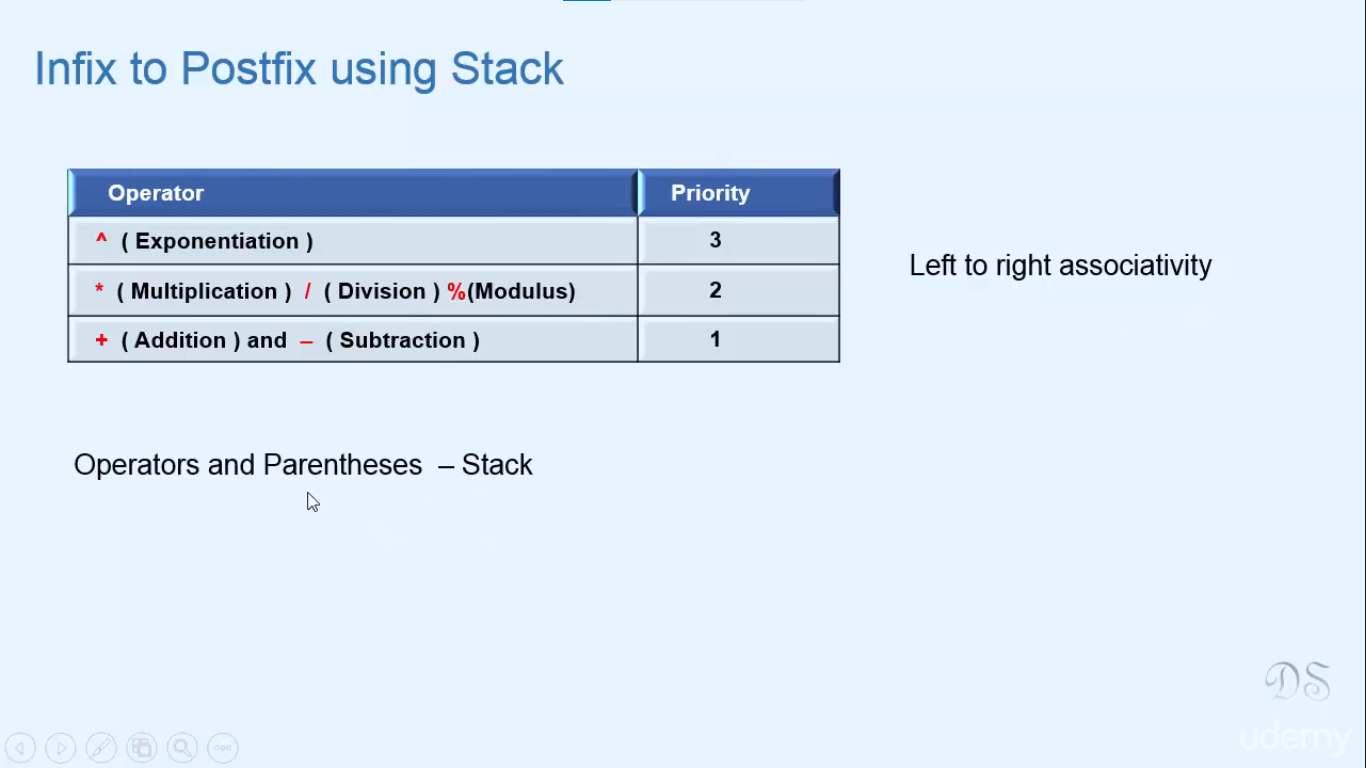 Infix to Postfix using Stack
Operator Priority
^ ( Exponentiation ) 3
* ( Multiplication ) / ( Division ) %(Modulus) 2
+ ( Addition ) and – ( Subtraction ) 1
Left to right associativity
Operators and Parentheses – Stack
DS
udemy